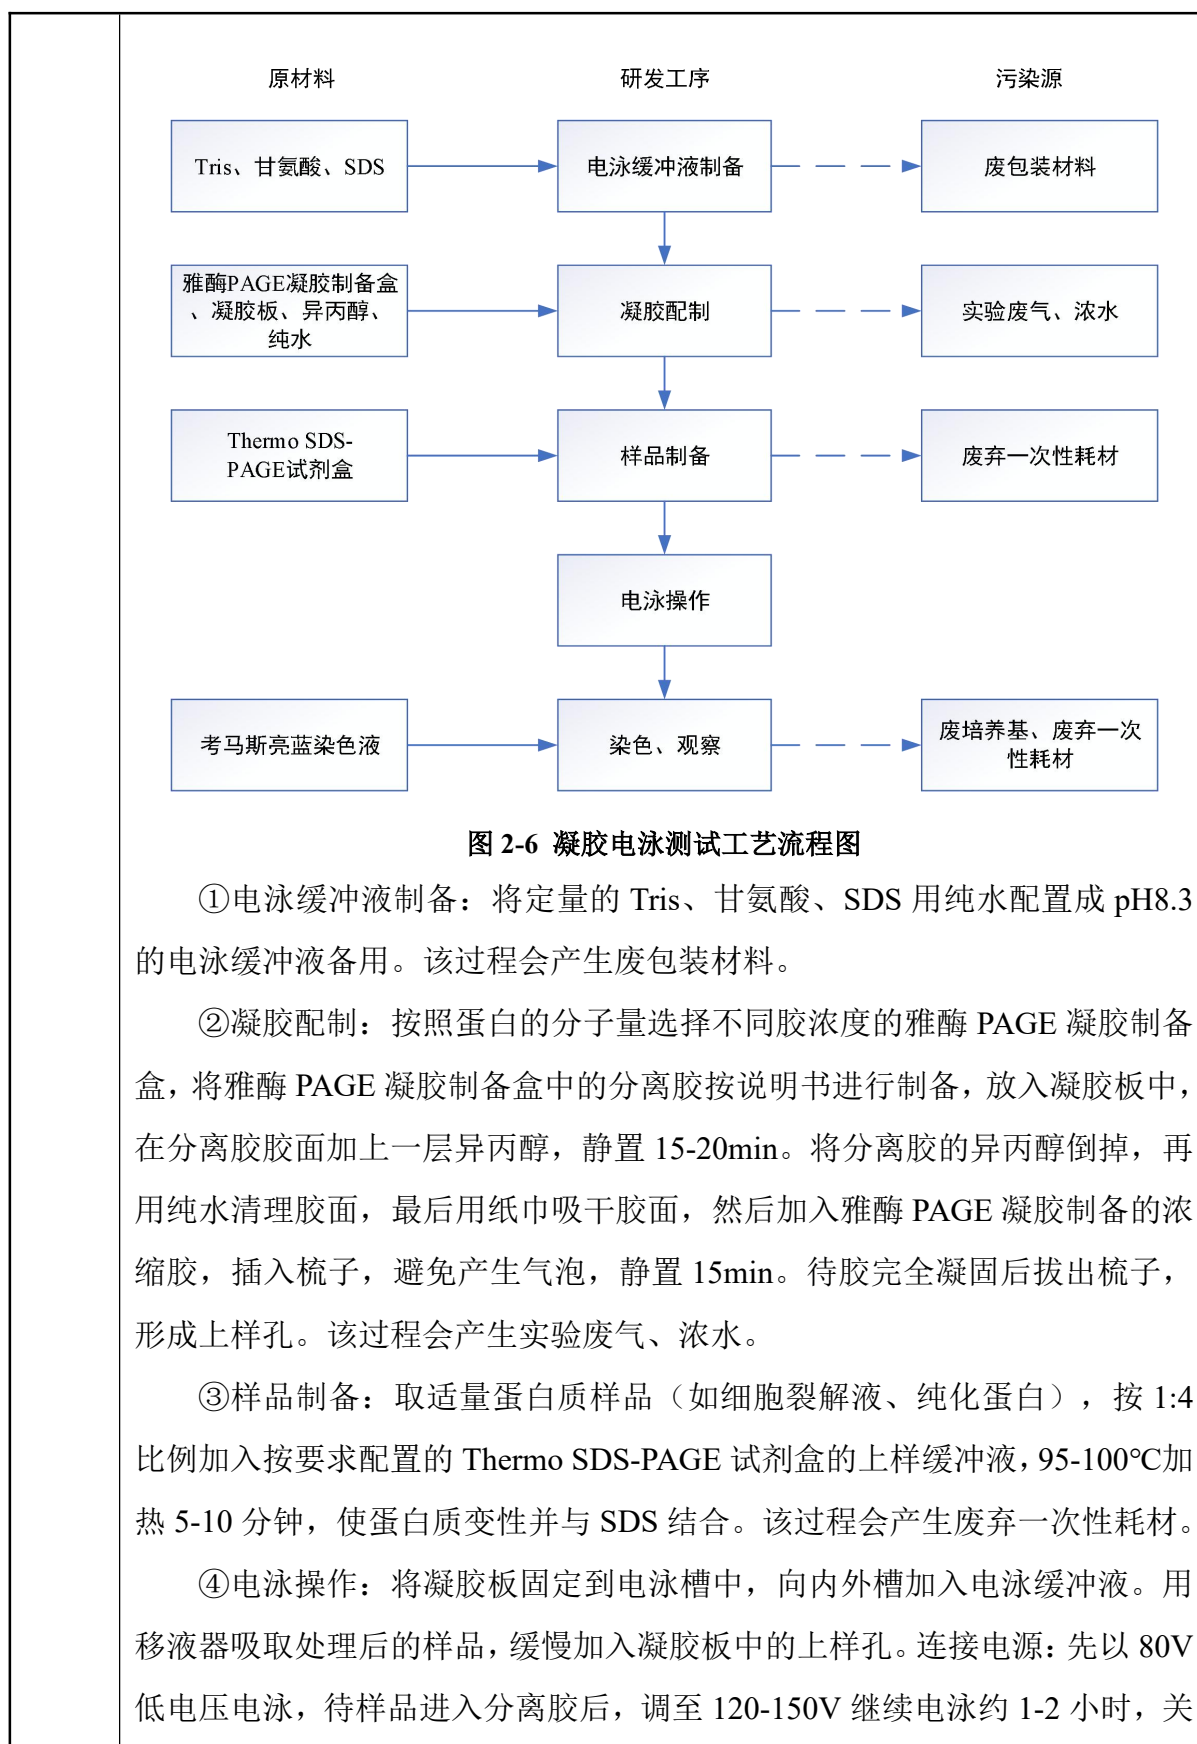 原材料
研发工序
污染源
Tris、甘氨酸、SDS
电泳缓冲液制备
废包装材料
雅酶PAGE凝胶制备盒
、凝胶板、异丙醇、
纯水
凝胶配制
实验废气、浓水
Thermo SDS-
PAGE试剂盒
样品制备
废弃一次性耗材
电泳操作
考马斯亮蓝染色液
染色、观察
废培养基、废弃一次
性耗材
图 2-6 凝胶电泳测试工艺流程图
①电泳缓冲液制备：将定量的 Tris、甘氨酸、SDS 用纯水配置成 pH8.3
的电泳缓冲液备用。该过程会产生废包装材料。
②凝胶配制：按照蛋白的分子量选择不同胶浓度的雅酶 PAGE 凝胶制备
盒，将雅酶 PAGE 凝胶制备盒中的分离胶按说明书进行制备，放入凝胶板中，
在分离胶胶面加上一层异丙醇，静置 15-20min。将分离胶的异丙醇倒掉，再
用纯水清理胶面，最后用纸巾吸干胶面，然后加入雅酶 PAGE 凝胶制备的浓
缩胶，插入梳子，避免产生气泡，静置 15min。待胶完全凝固后拔出梳子，
形成上样孔。该过程会产生实验废气、浓水。
③样品制备：取适量蛋白质样品（如细胞裂解液、纯化蛋白），按 1:4
比例加入按要求配置的 Thermo SDS-PAGE 试剂盒的上样缓冲液，95-100℃加
热 5-10 分钟，使蛋白质变性并与 SDS 结合。该过程会产生废弃一次性耗材。
④电泳操作：将凝胶板固定到电泳槽中，向内外槽加入电泳缓冲液。用
移液器吸取处理后的样品，缓慢加入凝胶板中的上样孔。连接电源：先以 80V
低电压电泳，待样品进入分离胶后，调至 120-150V 继续电泳约 1-2 小时，关